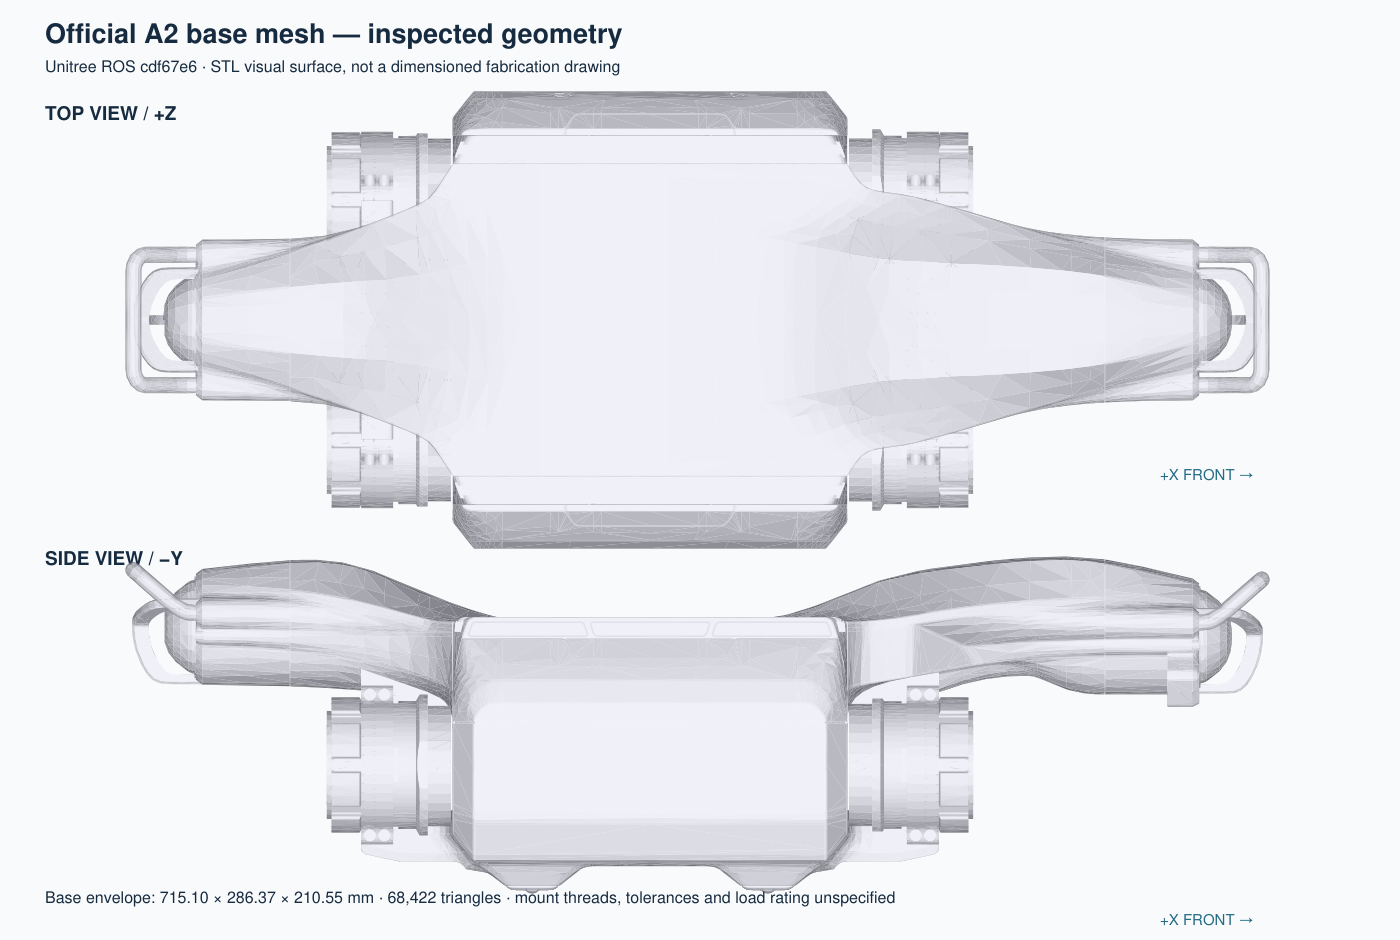 Official A2 base mesh — inspected geometry
Unitree ROS cdf67e6 · STL visual surface, not a dimensioned fabrication drawing
TOP VIEW / +Z
+X FRONT →
SIDE VIEW / −Y
Base envelope: 715.10 × 286.37 × 210.55 mm · 68,422 triangles · mount threads, tolerances and load rating unspecified
+X FRONT →